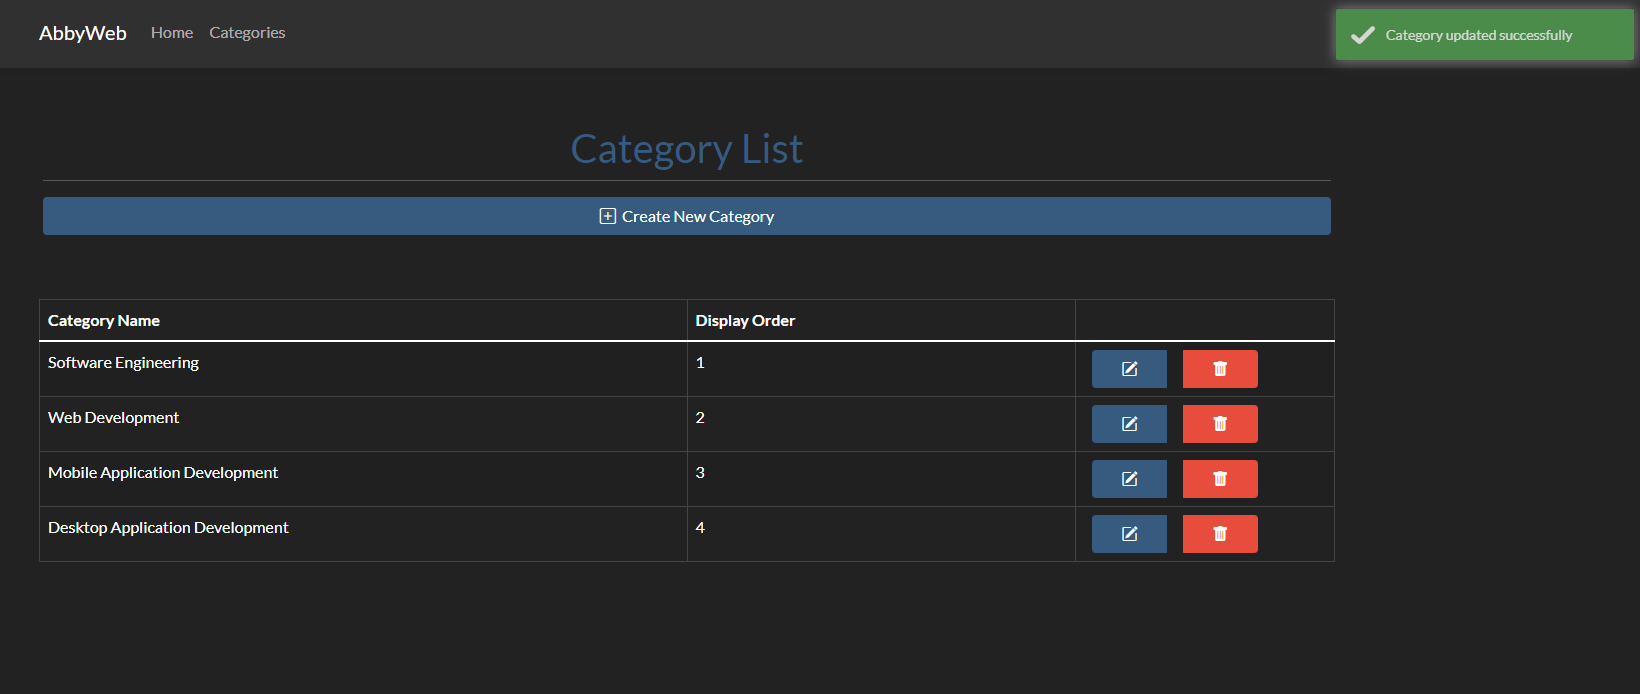 AbbyWeb Home Categories
Category updated successfully
Category List
Create New Category
Category Name Display Order
Software Engineering 1
Web Development 2
Mobile Application Development 3
Desktop Application Development 4